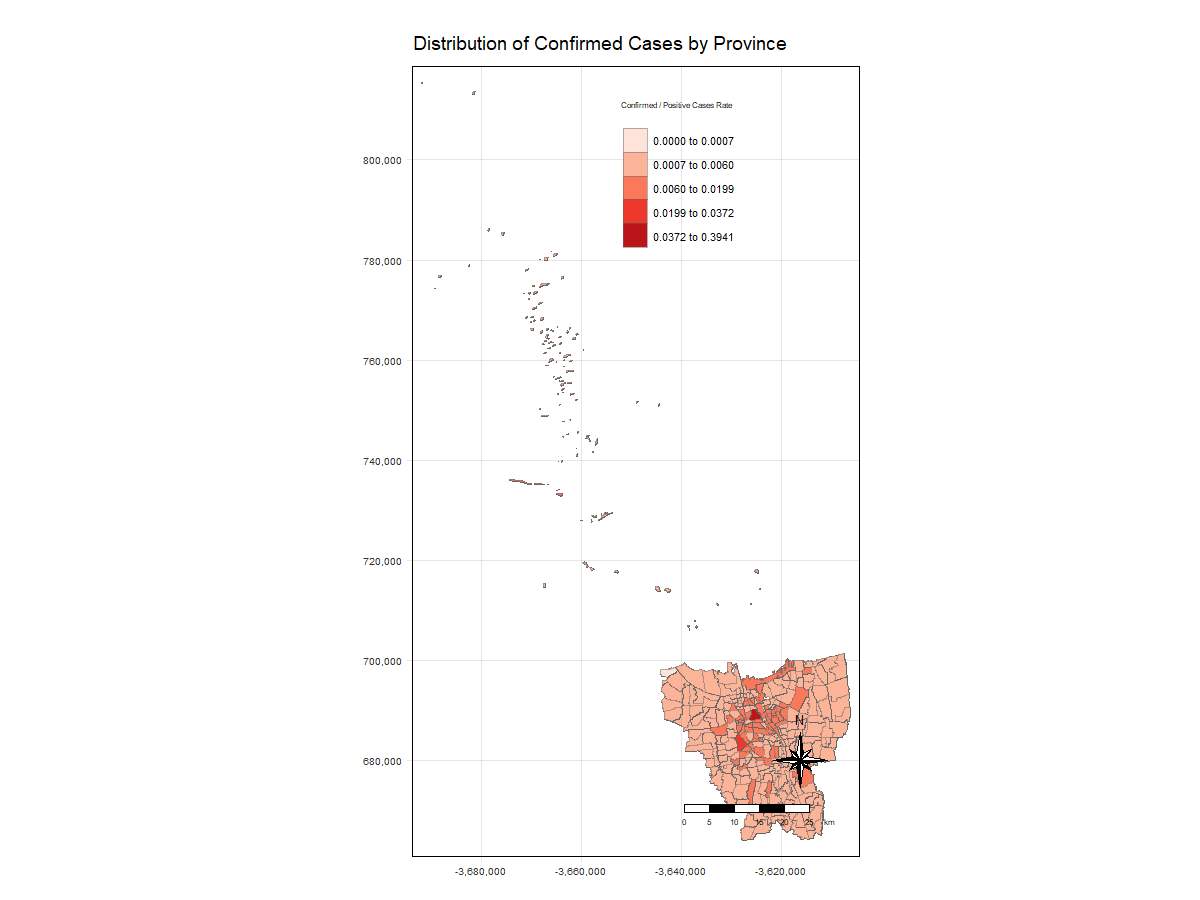 Distribution of Confirmed Cases by Province
Confirmed / Positive Cases Rate
0.0000 to 0.0007
0.0007 to 0.0060
0.0060 to 0.0199
0.0199 to 0.0372
0.0372 to 0.3941
800,000
780,000
760,000
740,000
720,000
700,000
680,000
N
0 5 10 15 20 25 km
-3,680,000 -3,660,000 -3,640,000 -3,620,000